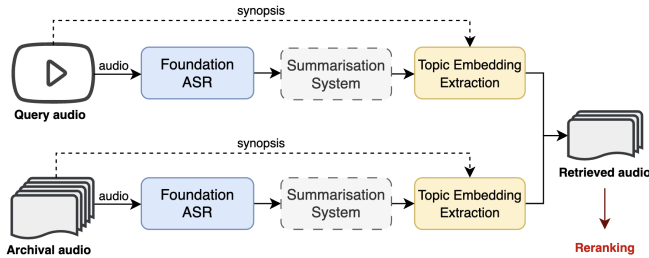 synopsis
audio
Foundation
ASR
Summarisation
System
Topic Embedding
Extraction
Query audio
synopsis
audio
Foundation
ASR
Summarisation
System
Topic Embedding
Extraction
Archival audio
Retrieved audio
Reranking